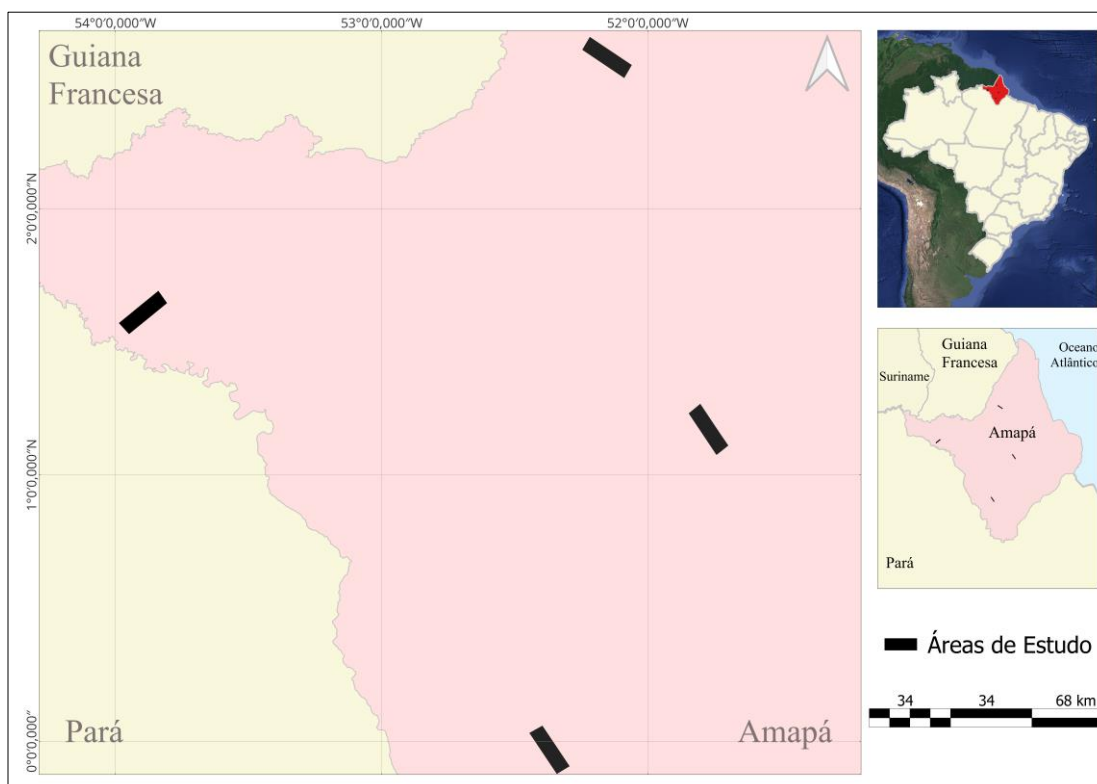 54°0'0,000"W
53°0'0,000"W
52°0'0,000"W
Guiana
Francesa
2°0'0,000"N
1°0'0,000"N
0°0'0,000"
Pará
Amapá
Guiana
Francesa
Oceano
Atlântico
Suriname
Amapá
Pará
Áreas de Estudo
34
34
68 km